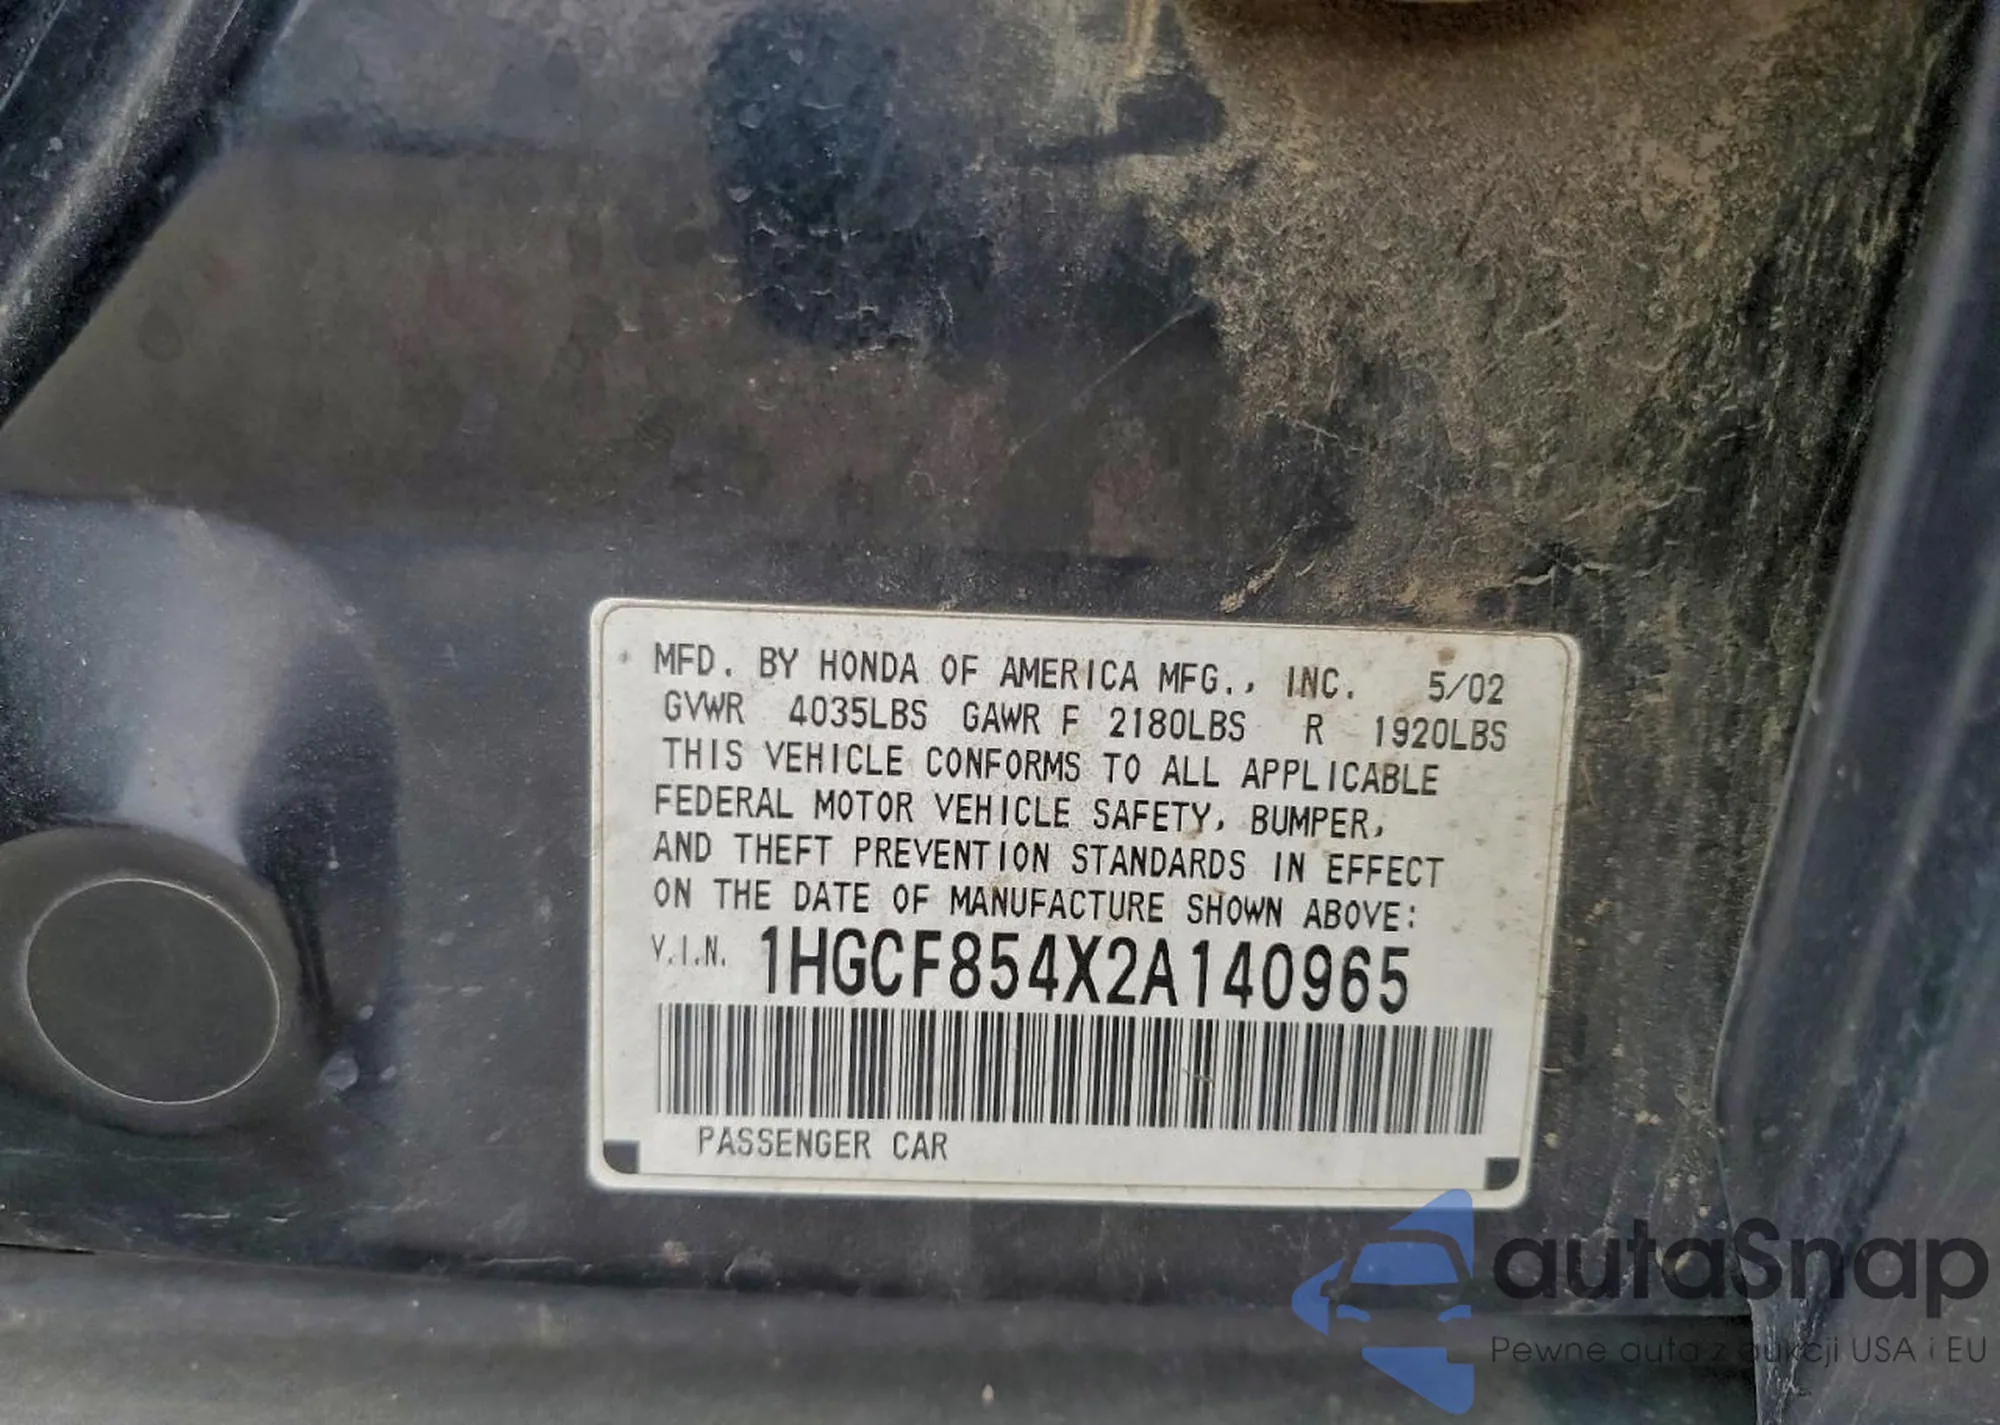 MFD. BY HONDA OF AMERICA MFG., INC. 5/02
GVWR 4035LBS GAWR F 2180LBS R 1920LBS
THIS VEHICLE CONFORMS TO ALL APPLICABLE
FEDERAL MOTOR VEHICLE SAFETY, BUMPER,
AND THEFT PREVENTION STANDARDS IN EFFECT
ON THE DATE OF MANUFACTURE SHOWN ABOVE:
V.I.N. 1HGCF854X2A140965
PASSENGER CAR
autaSnap
Pewne auta z aukcji USA i EU